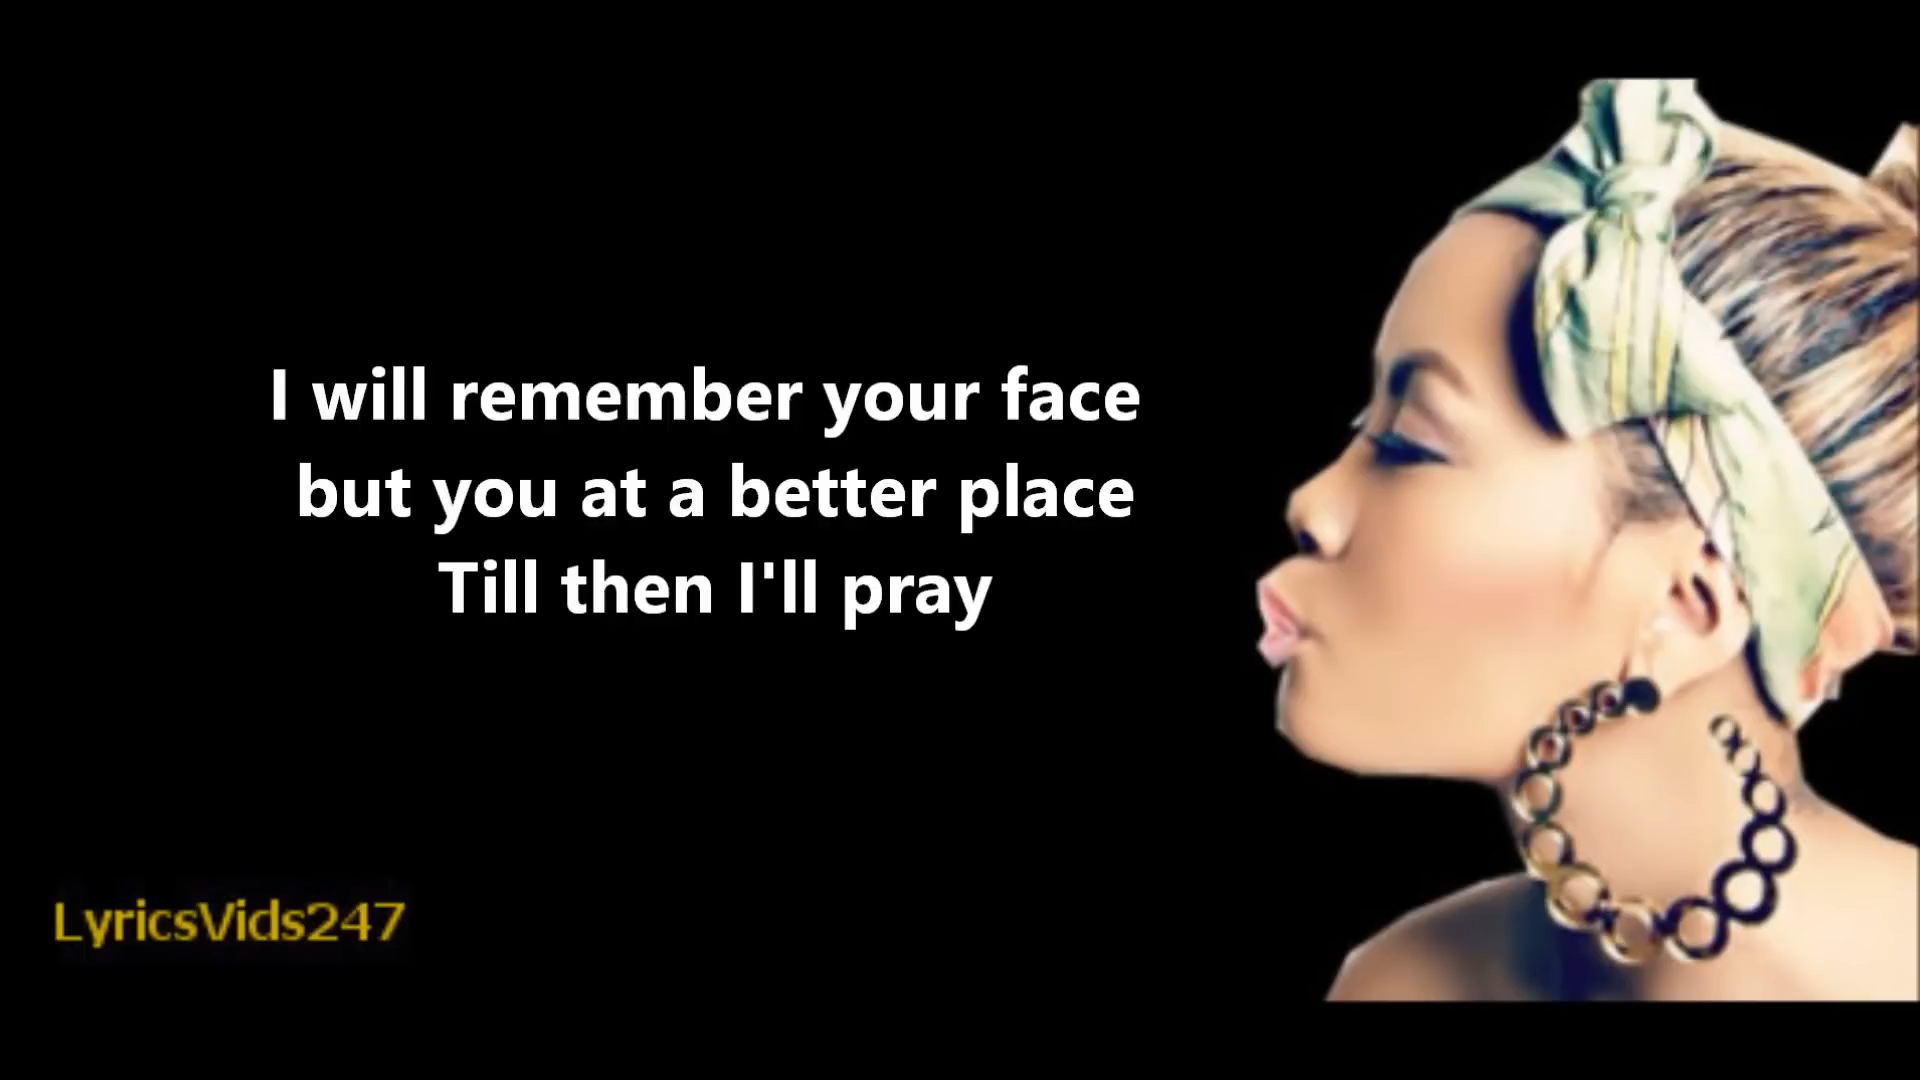 I will remember your face
but you at a better place
Till then I'll pray
LyricsVids247